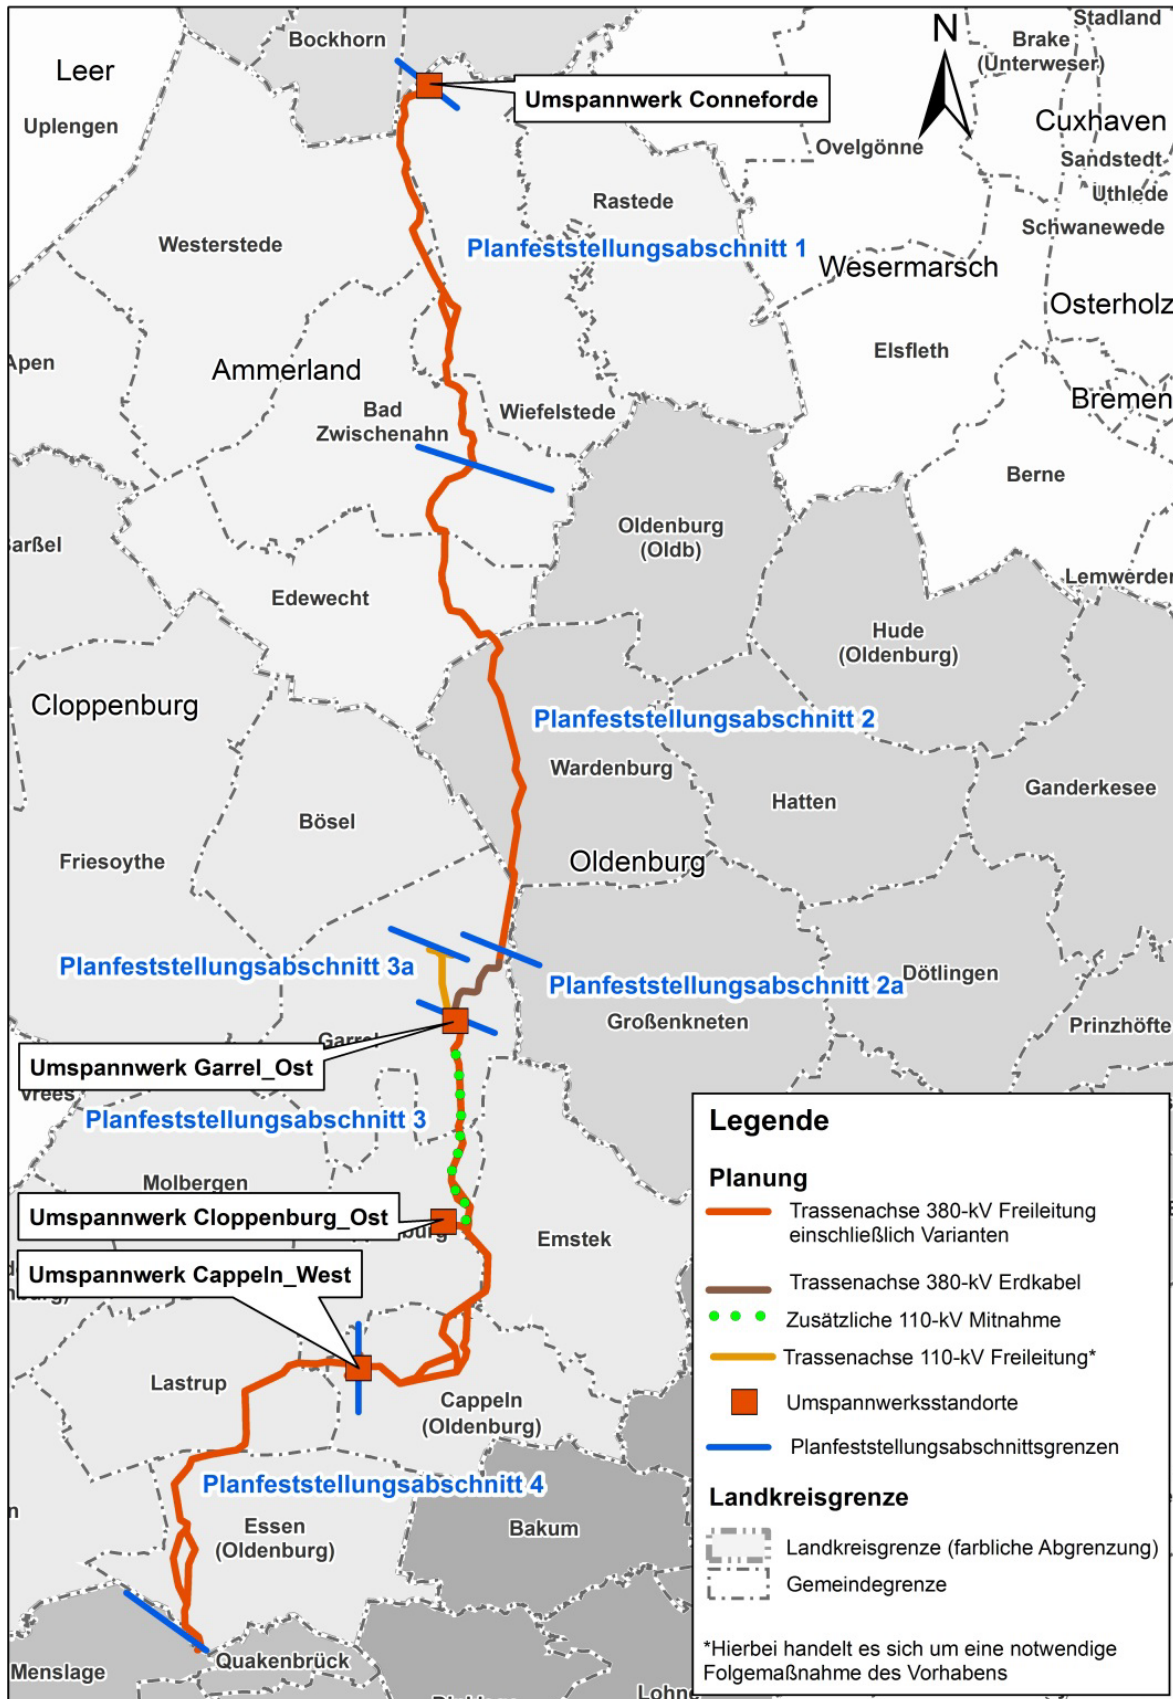 Bockhorn
Stadland
Brake
(Unterweser)
N
Leer
Umspannwerk Conneforde
Uplengen
Cuxhaven
Ovelgönne
Sandstedt
Uthlede
Rastede
Schwanewede
Westerstede
Planfeststellungsabschnitt 1
Wesermarsch
Osterholz
Elsfleth
Apen
Ammerland
Bremen
Bad
Zwischenahn
Wiefelstede
Berne
Oldenburg
(Oldb)
Barßel
Lemwerder
Edewecht
Hude
(Oldenburg)
Cloppenburg
Planfeststellungsabschnitt 2
Wardenburg
Ganderkesee
Hatten
Bösel
Friesoythe
Oldenburg
Planfeststellungsabschnitt 3a
Dötlingen
Planfeststellungsabschnitt 2a
Großenkneten
Prinzhöfte
Garrel
Umspannwerk Garrel_Ost
Vrees
Planfeststellungsabschnitt 3
Molbergen
Umspannwerk Cloppenburg_Ost
Emstek
Umspannwerk Cappeln_West
Lastrup
Cappeln
(Oldenburg)
Planfeststellungsabschnitt 4
Essen
(Oldenburg)
Bakum
Quakenbrück
Menslage
Lohne
Legende
Planung
Trassenachse 380-kV Freileitung
einschließlich Varianten
Trassenachse 380-kV Erdkabel
Zusätzliche 110-kV Mitnahme
Trassenachse 110-kV Freileitung*
Umspannwerksstandorte
Planfeststellungsabschnittsgrenzen
Landkreisgrenze
Landkreisgrenze (farbliche Abgrenzung)
Gemeindegrenze
*Hierbei handelt es sich um eine notwendige
Folgemaßnahme des Vorhabens